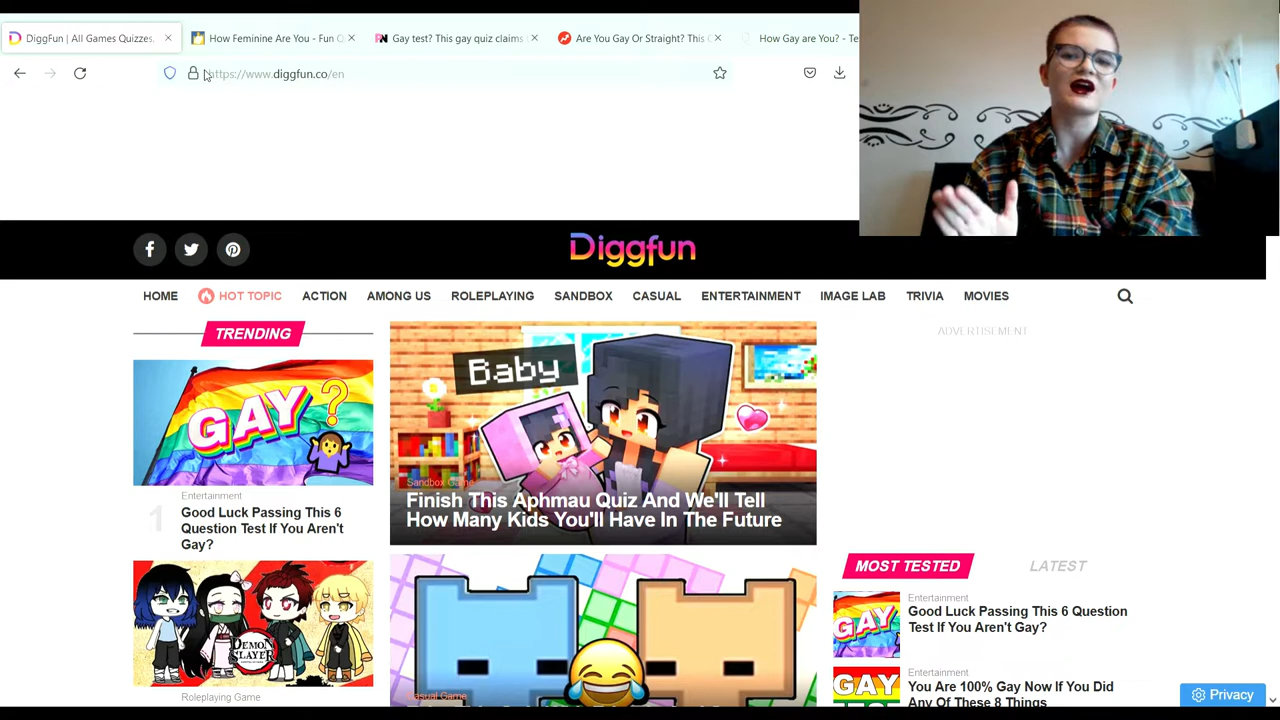 DiggFun | All Games Quizzes,
How Feminine Are You - Fun Q
Gay test? This gay quiz claims
Are You Gay Or Straight? This
How Gay are You? - Te
https://www.diggfun.co/en
Diggfun
HOME
HOT TOPIC
ACTION
AMONG US
ROLEPLAYING
SANDBOX
CASUAL
ENTERTAINMENT
IMAGE LAB
TRIVIA
MOVIES
TRENDING
GAY?
1
Entertainment
Good Luck Passing This 6
Question Test If You Aren't
Gay?
DEMON
SLAYER
Roleplaying Game
Baby
Sandbox Game
Finish This Aphmau Quiz And We'll Tell
How Many Kids You'll Have In The Future
Casual Game
ADVERTISEMENT
MOST TESTED
LATEST
GAY
Entertainment
Good Luck Passing This 6 Question
Test If You Aren't Gay?
GAY
Entertainment
You Are 100% Gay Now If You Did
Any Of These 8 Things
Privacy